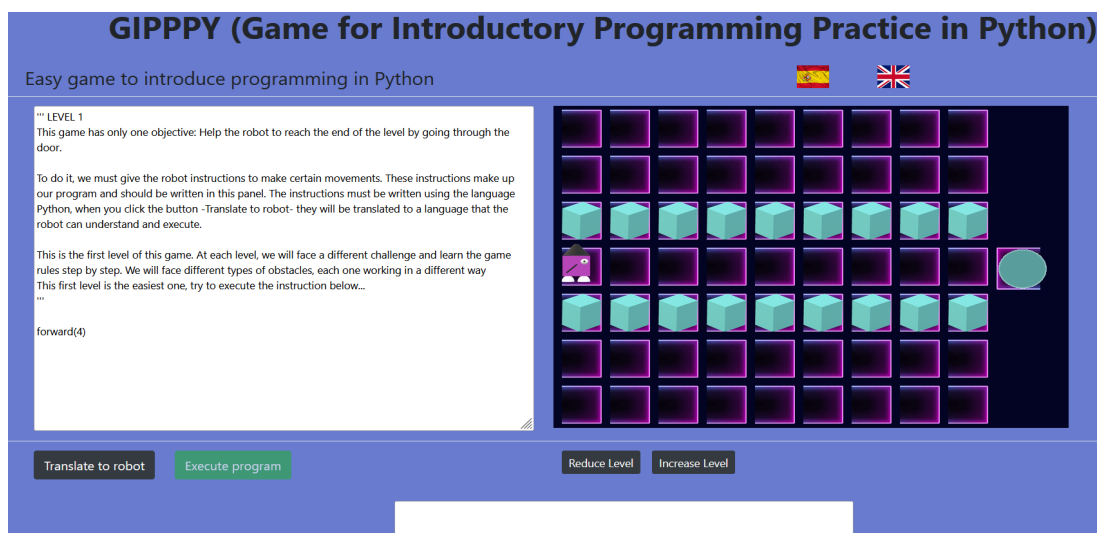 GIPPPY (Game for Introductory Programming Practice in Python)
Easy game to introduce programming in Python
''' LEVEL 1
This game has only one objective: Help the robot to reach the end of the level by going through the
door.
To do it, we must give the robot instructions to make certain movements. These instructions make up
our program and should be written in this panel. The instructions must be written using the language
Python, when you click the button -Translate to robot- they will be translated to a language that the
robot can understand and execute.
This is the first level of this game. At each level, we will face a different challenge and learn the game
rules step by step. We will face different types of obstacles, each one working in a different way
This first level is the easiest one, try to execute the instruction below...
'''
forward(4)
Translate to robot
Execute program
Reduce Level
Increase Level